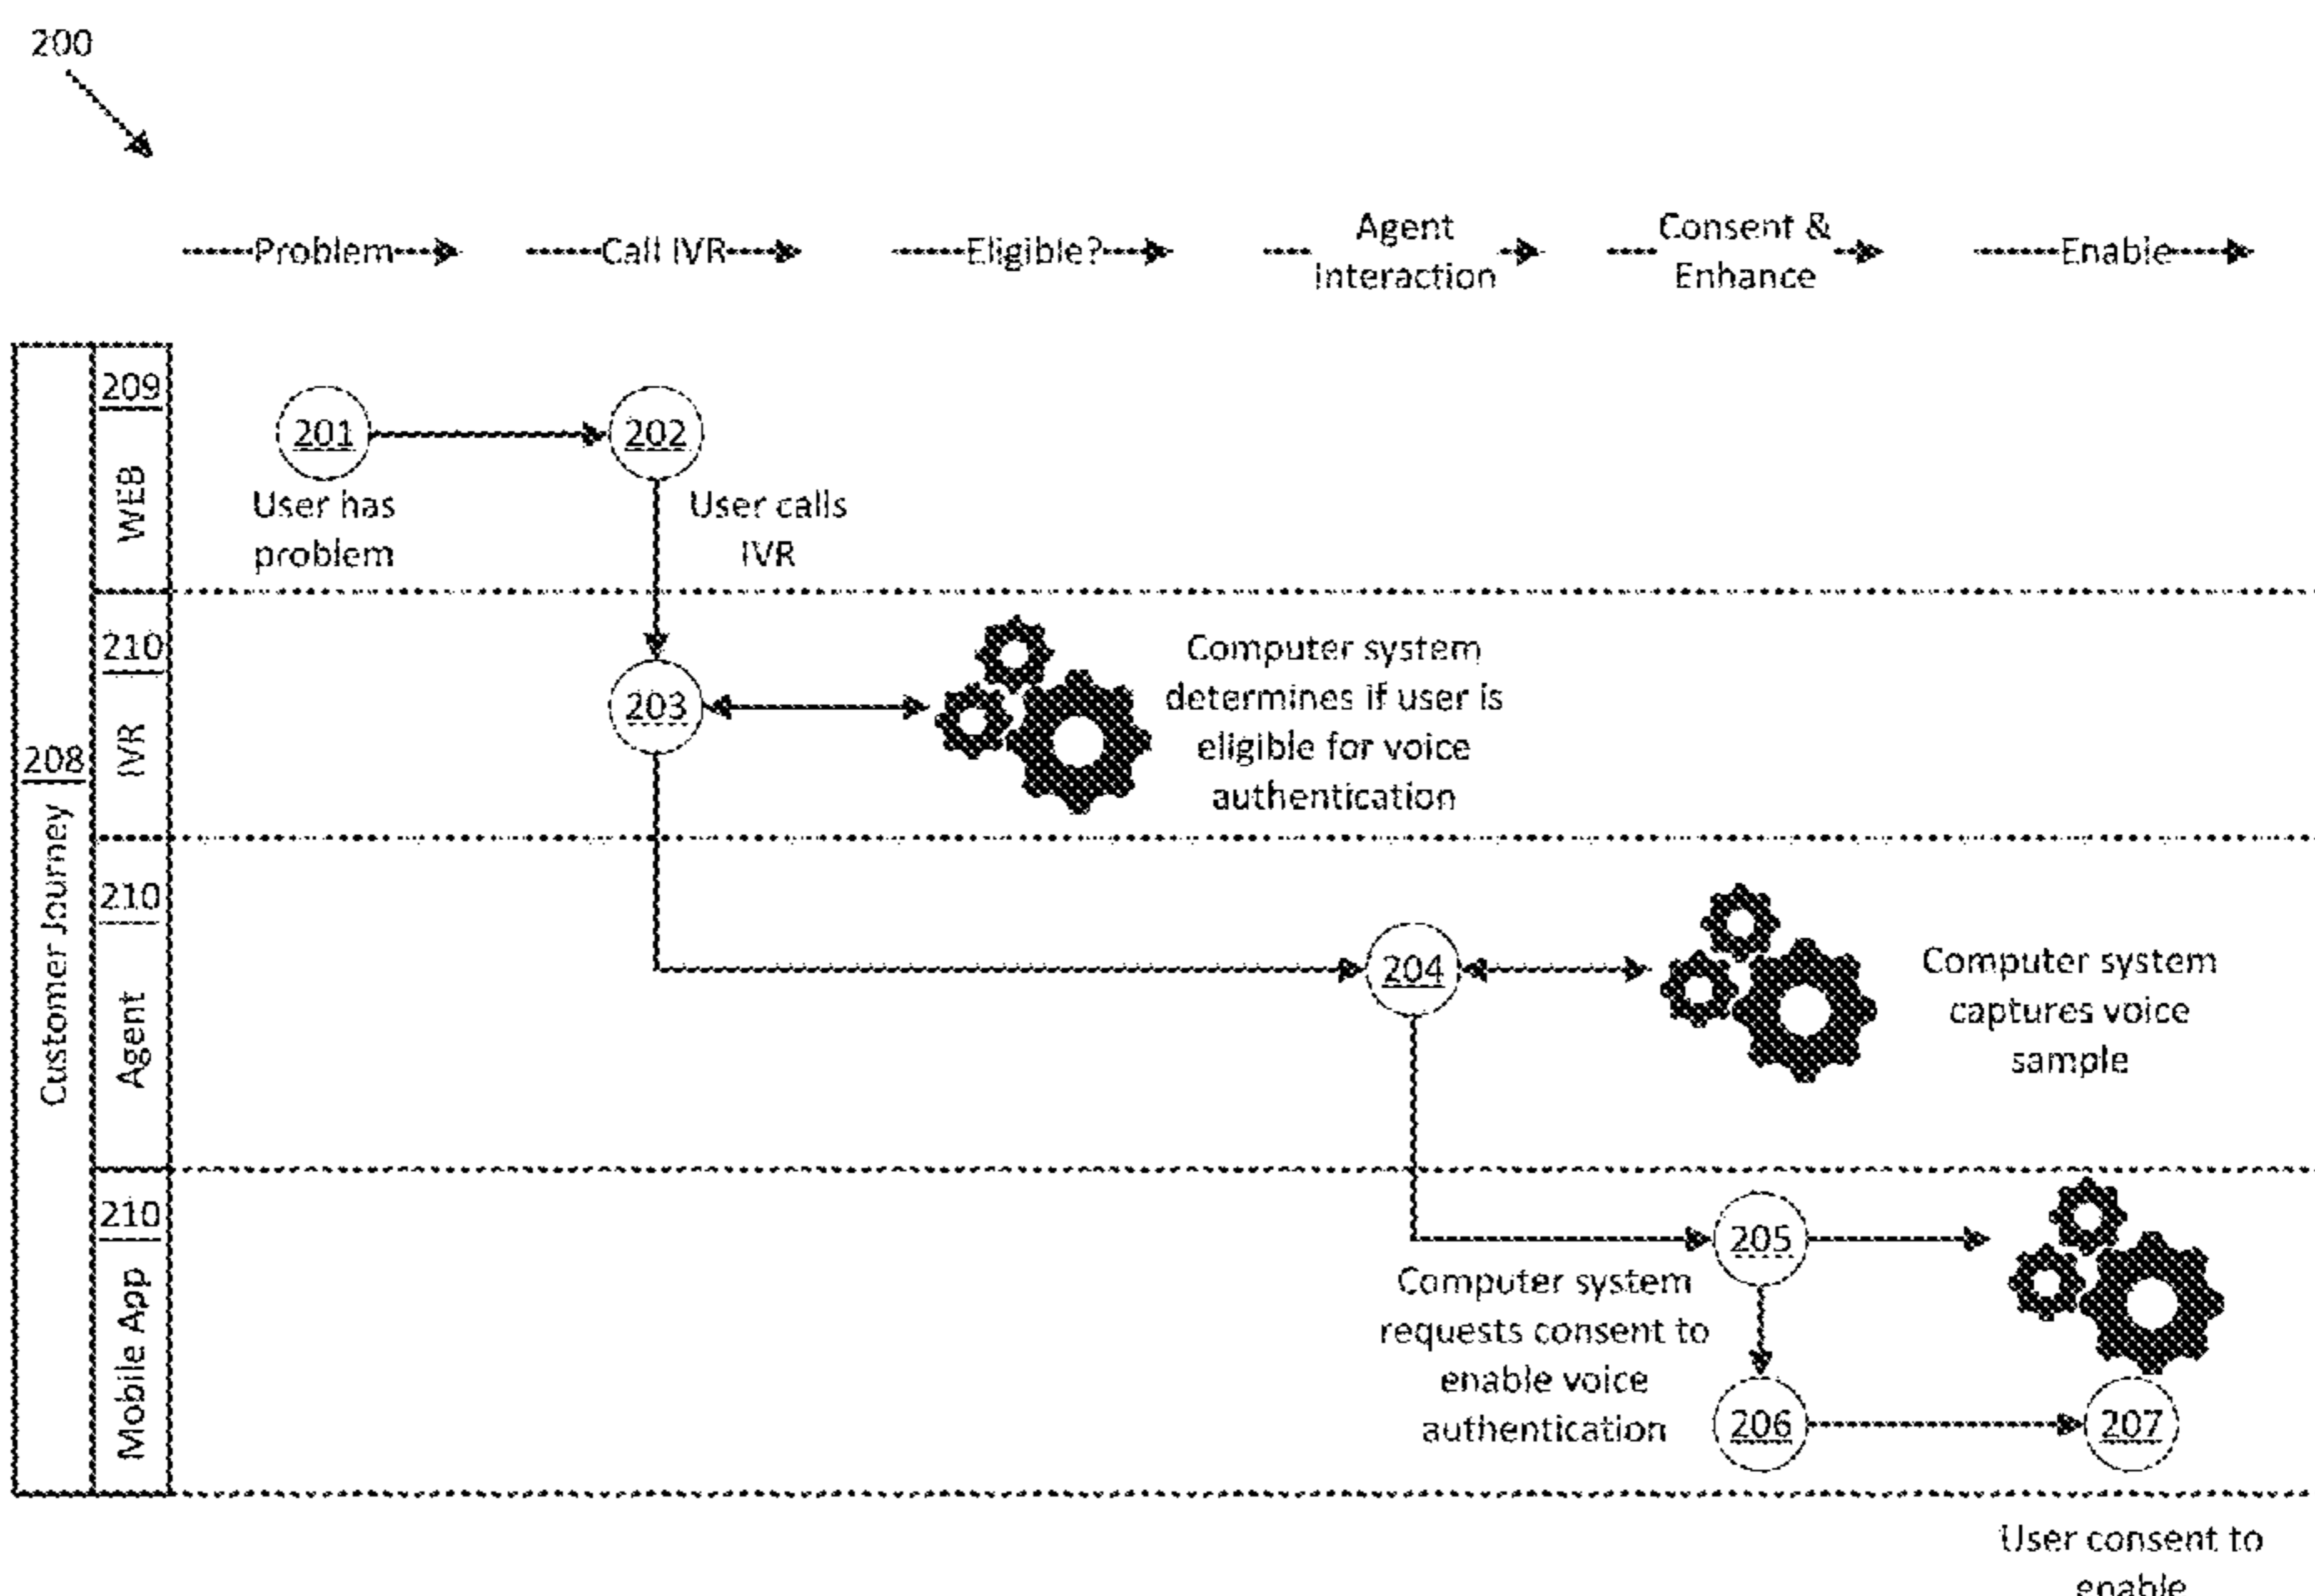 200
Problem
Call IVR
Eligible?
Agent
Interaction
Consent &
Enhance
Enable
208
Customer Journey
209
WEB
201
202
User has
problem
User calls
IVR
210
IVR
203
Computer system
determines if user is
eligible for voice
authentication
210
Agent
204
Computer system
captures voice
sample
210
Mobile App
205
Computer system
requests consent to
enable voice
authentication
206
207
User consent to
enable